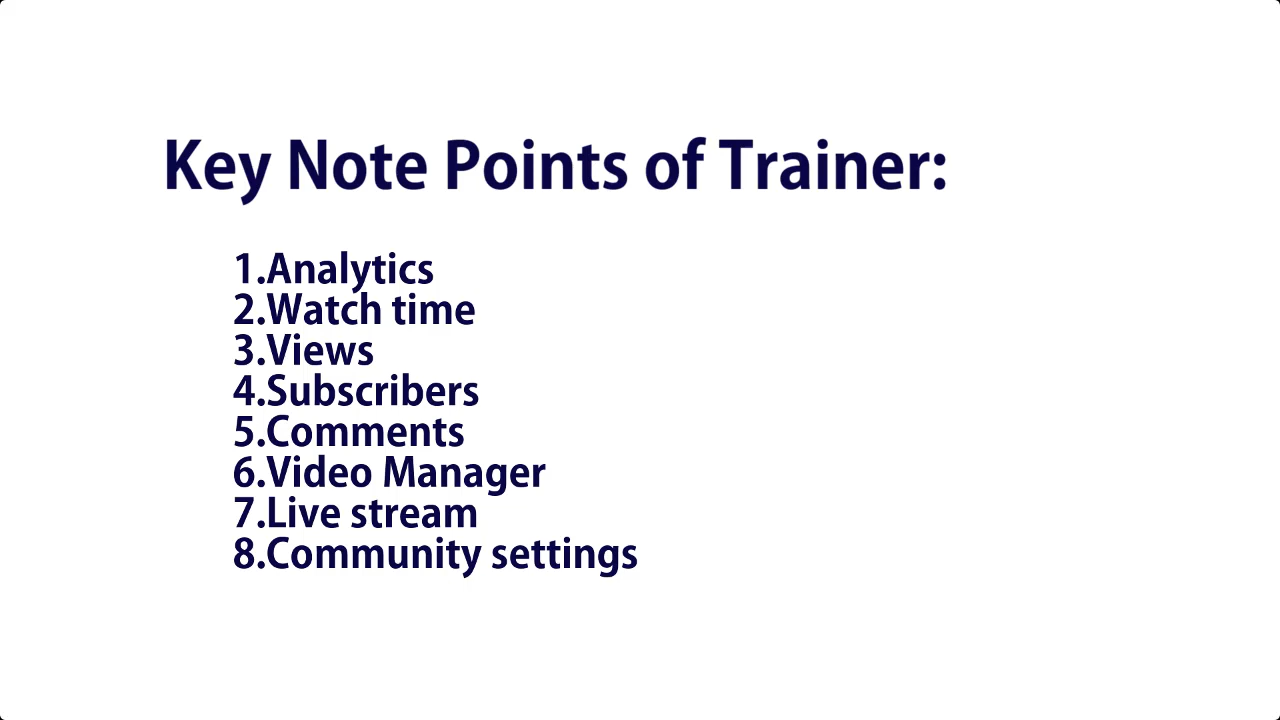 Key Note Points of Trainer:
1.Analytics
2.Watch time
3.Views
4.Subscribers
5.Comments
6.Video Manager
7.Live stream
8.Community settings